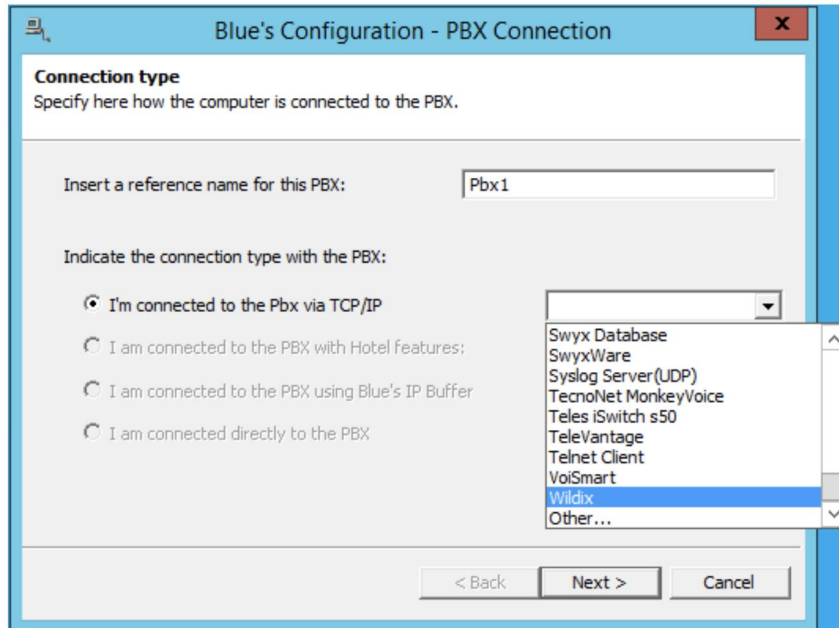 Blue's Configuration - PBX Connection
x
Connection type
Specify here how the computer is connected to the PBX.
Insert a reference name for this PBX:
Pbx1
Indicate the connection type with the PBX:
I'm connected to the Pbx via TCP/IP
I am connected to the PBX with Hotel features:
I am connected to the PBX using Blue's IP Buffer
I am connected directly to the PBX
Swyx Database
SwyxWare
Syslog Server(UDP)
TecnoNet MonkeyVoice
Teles iSwitch s50
TeleVantage
Telnet Client
VoiSmart
Wildix
Other...
< Back
Next >
Cancel